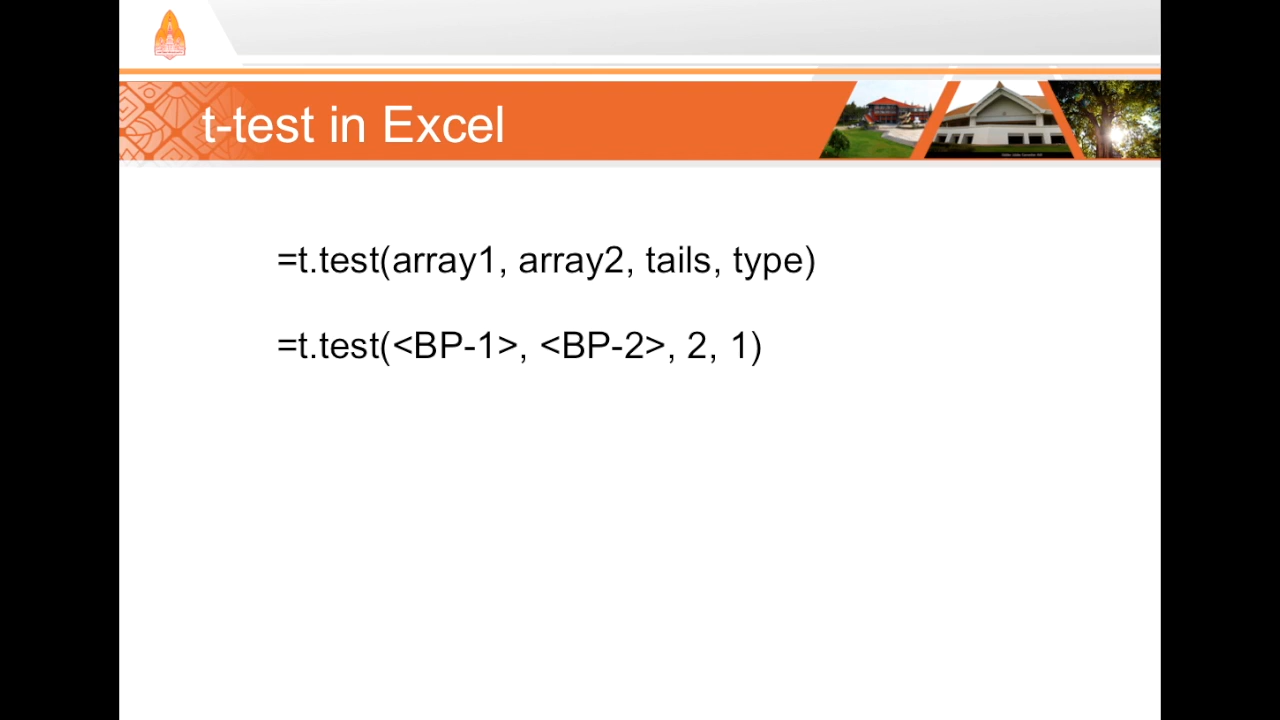 t-test in Excel
=t.test(array1, array2, tails, type)
=t.test(<BP-1>, <BP-2>, 2, 1)